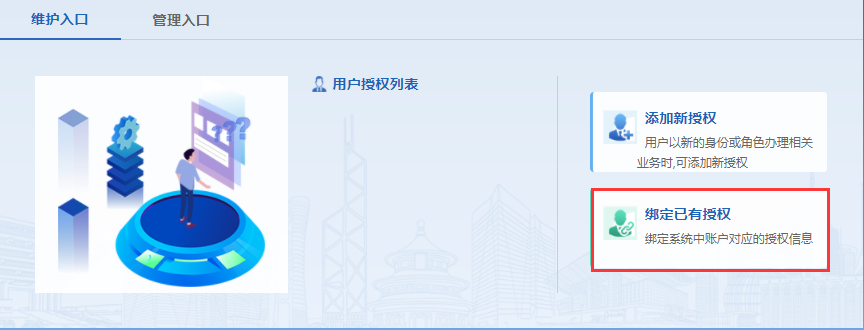 维护入口
管理入口
用户授权列表
添加新授权
用户以新的身份或角色办理相关
业务时,可添加新授权
绑定已有授权
绑定系统中账户对应的授权信息
???